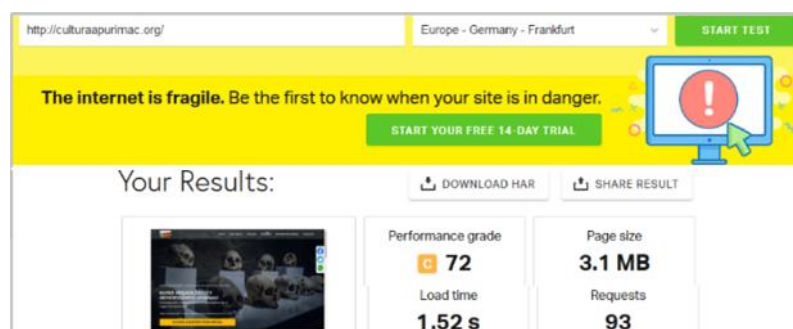 http://culturaapurimac.org/
Europe - Germany - Frankfurt
START TEST
The internet is fragile. Be the first to know when your site is in danger.
START YOUR FREE 14-DAY TRIAL
Your Results:
DOWNLOAD HAR
SHARE RESULT
Performance grade
Page size
C 72
3.1 MB
Load time
Requests
1.52 s
93